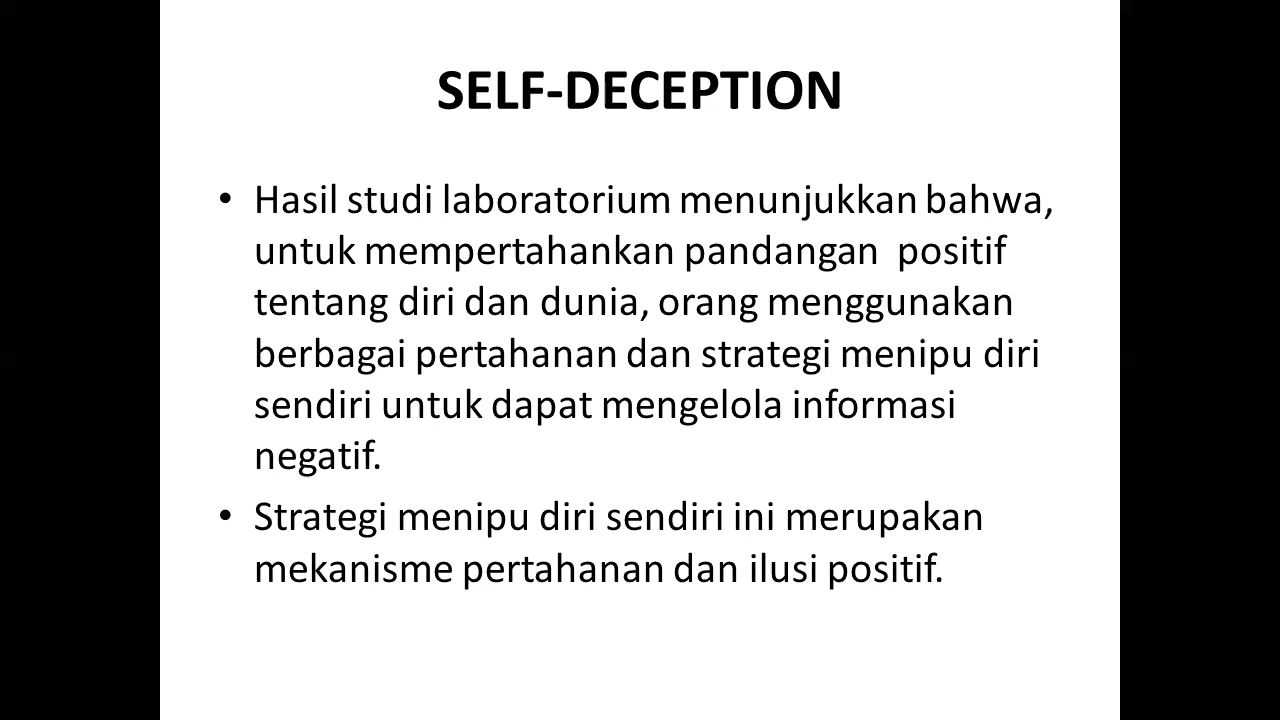 SELF-DECEPTION
• Hasil studi laboratorium menunjukkan bahwa,
untuk mempertahankan pandangan  positif
tentang diri dan dunia, orang menggunakan
berbagai pertahanan dan strategi menipu diri
sendiri untuk dapat mengelola informasi
negatif.
• Strategi menipu diri sendiri ini merupakan
mekanisme pertahanan dan ilusi positif.